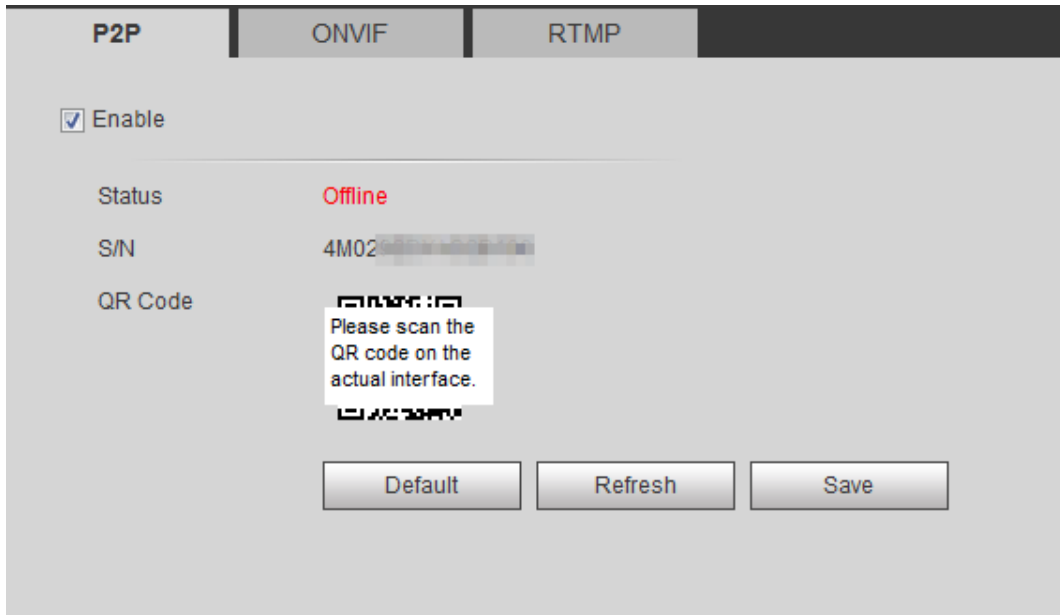 P2P ONVIF RTMP
Enable
Status Offline
S/N 4M02
QR Code
Please scan the
QR code on the
actual interface.
Default Refresh Save